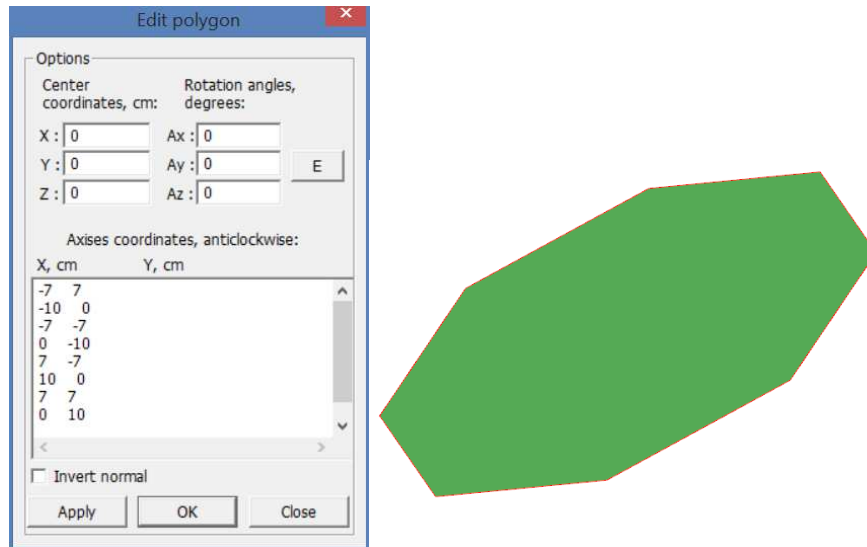 Edit polygon
Options
Center coordinates, cm:
Rotation angles, degrees:
X : 0 Ax : 0
Y : 0 Ay : 0 E
Z : 0 Az : 0
Axises coordinates, anticlockwise:
X, cm Y, cm
-7 7
-10 0
-7 -7
0 -10
7 -7
10 0
7 7
0 10
Invert normal
Apply OK Close